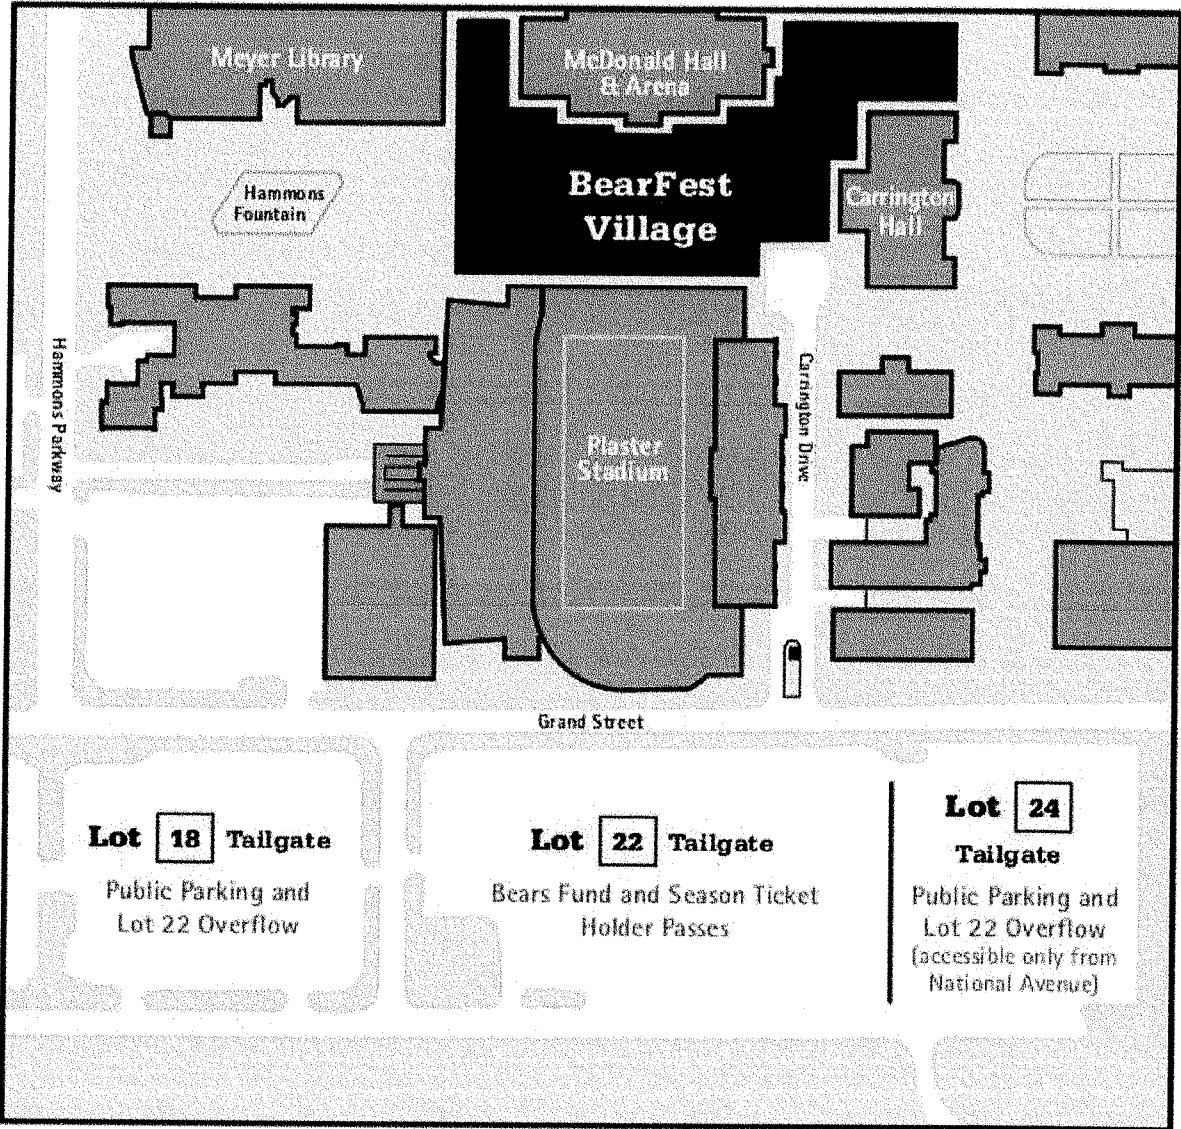 Meyer Library
McDonald Hall
& Arena
BearFest
Village
Hammons
Fountain
Carrington
Hall
Hammons Parkway
Plaster
Stadium
Carrington Drive
Grand Street
Lot 18 Tailgate
Public Parking and
Lot 22 Overflow
Lot 22 Tailgate
Bears Fund and Season Ticket
Holder Passes
Lot 24
Tailgate
Public Parking and
Lot 22 Overflow
(accessible only from
National Avenue)